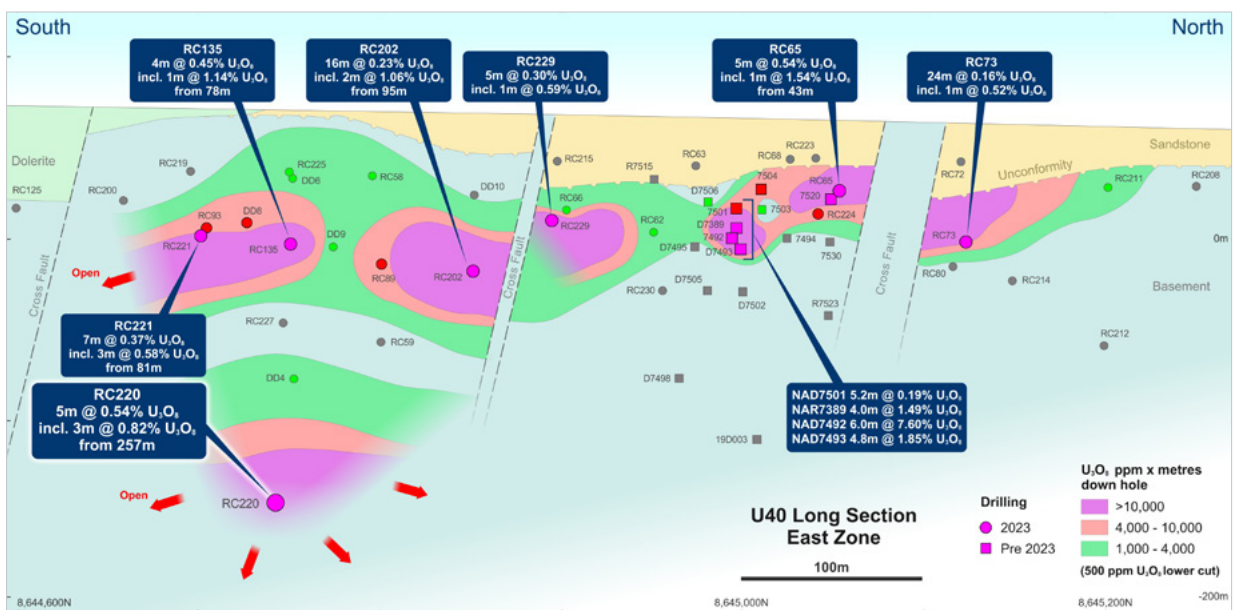 South
North
RC135
4m @ 0.45% U₃O₈
incl. 1m @ 1.14% U₃O₈
from 78m
RC202
16m @ 0.23% U₃O₈
incl. 2m @ 1.06% U₃O₈
from 95m
RC229
5m @ 0.30% U₃O₈
incl. 1m @ 0.59% U₃O₈
RC65
5m @ 0.54% U₃O₈
incl. 1m @ 1.54% U₃O₈
from 43m
RC73
24m @ 0.16% U₃O₈
incl. 1m @ 0.52% U₃O₈
Dolerite
Sandstone
Unconformity
Basement
Cross Fault
Cross Fault
Cross Fault
RC125
RC200
RC219
RC225
DD6
RC58
DD10
RC215
R7515
RC63
RC68
RC223
7504
RC65
7520
RC72
RC211
RC208
RC93
DD8
RC221
RC135
DD9
RC89
RC202
RC66
RC229
RC62
D7506
7501
7503
D7389
7492
D7493
D7495
RC224
7494
7530
RC73
RC80
RC214
0m
Open
RC227
RC59
RC230
D7505
D7502
R7523
RC212
DD4
D7498
19D003
RC221
7m @ 0.37% U₃O₈
incl. 3m @ 0.58% U₃O₈
from 81m
RC220
5m @ 0.54% U₃O₈
incl. 3m @ 0.82% U₃O₈
from 257m
NAD7501 5.2m @ 0.19% U₃O₈
NAR7389 4.0m @ 1.49% U₃O₈
NAD7492 6.0m @ 7.60% U₃O₈
NAD7493 4.8m @ 1.85% U₃O₈
Open
RC220
U40 Long Section
East Zone
100m
Drilling
2023
Pre 2023
U₃O₈ ppm x metres
down hole
>10,000
4,000 - 10,000
1,000 - 4,000
(500 ppm U₃O₈ lower cut)
8,644,600N
8,645,000N
8,645,200N
-200m